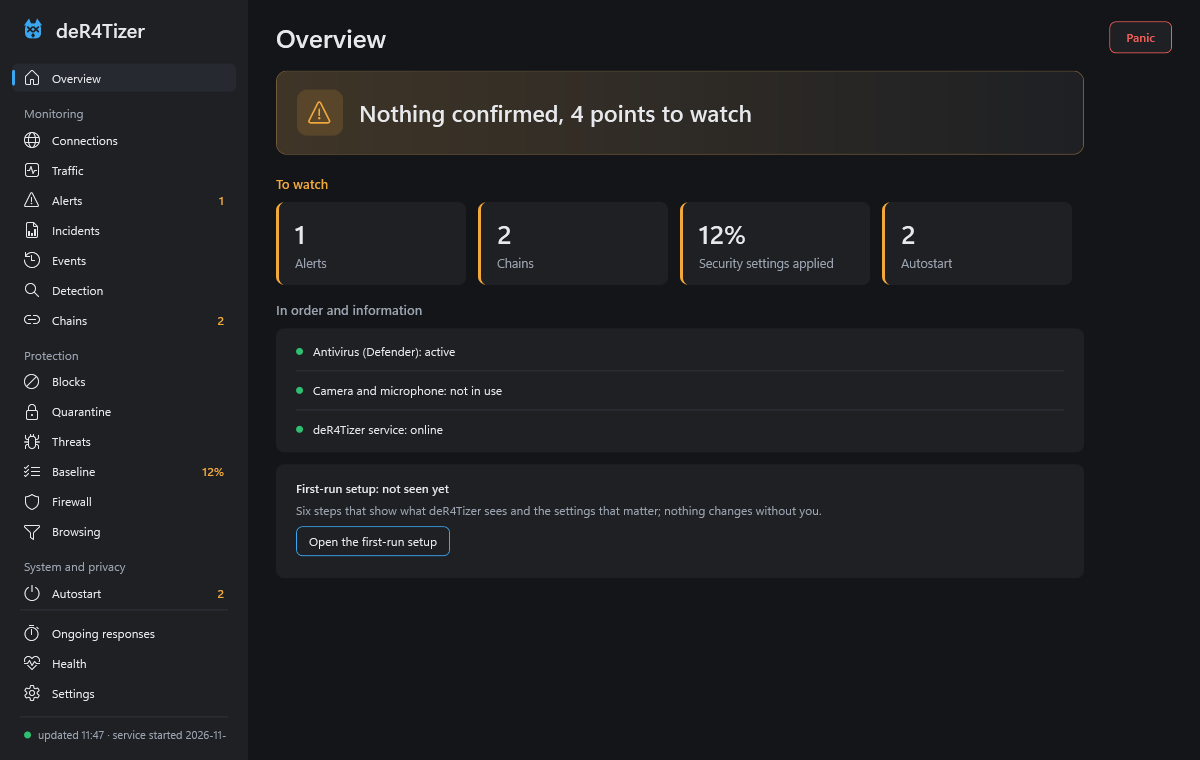 deR4Tizer
Overview
Monitoring
Connections
Traffic
Alerts 1
Incidents
Events
Detection
Chains 2
Protection
Blocks
Quarantine
Threats
Baseline 12%
Firewall
Browsing
System and privacy
Autostart 2
Ongoing responses
Health
Settings
updated 11:47 · service started 2026-11-
Overview
Panic
Nothing confirmed, 4 points to watch
To watch
1
Alerts
2
Chains
12%
Security settings applied
2
Autostart
In order and information
Antivirus (Defender): active
Camera and microphone: not in use
deR4Tizer service: online
First-run setup: not seen yet
Six steps that show what deR4Tizer sees and the settings that matter; nothing changes without you.
Open the first-run setup